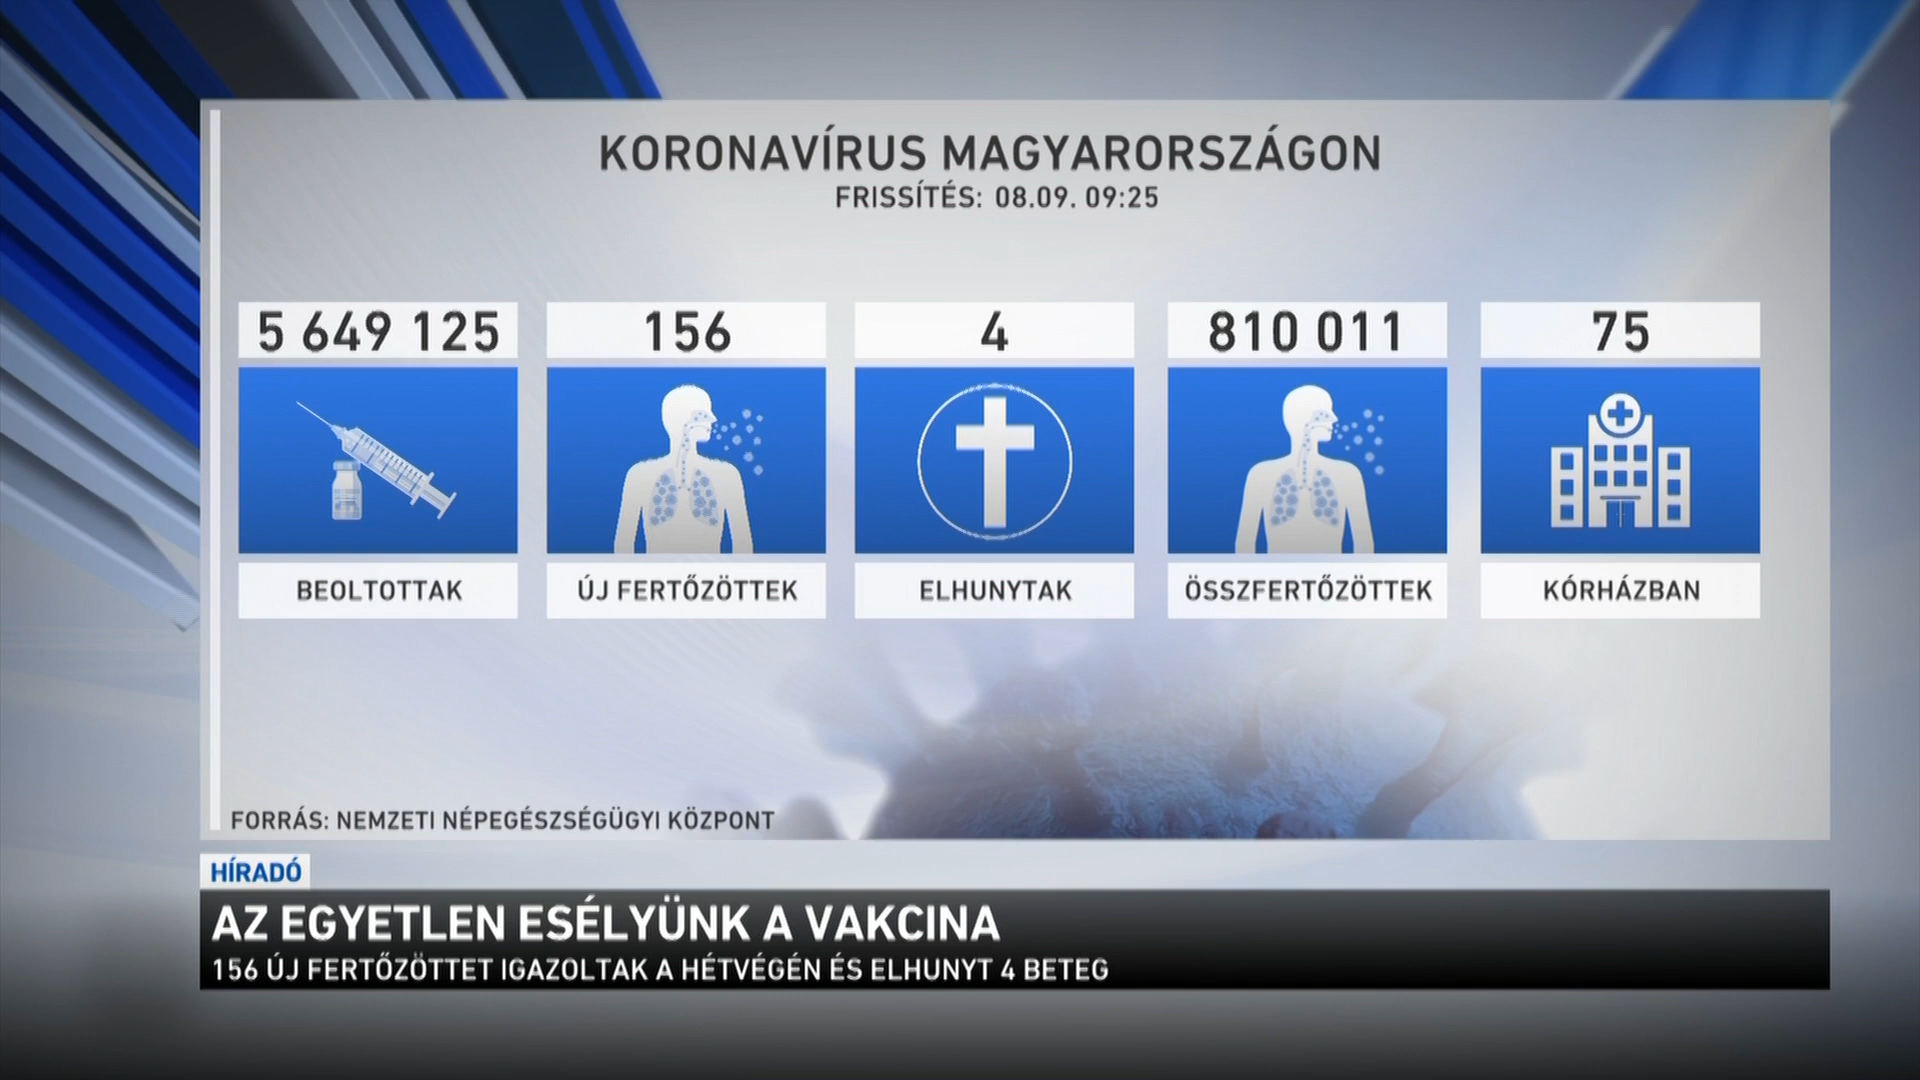 KORONAVÍRUS MAGYARORSZÁGON
FRISSÍTÉS: 08.09. 09:25
5 649 125
BEOLTOTTAK
156
ÚJ FERTŐZÖTTEK
4
ELHUNYTAK
810 011
ÖSSZFERTŐZÖTTEK
75
KÓRHÁZBAN
FORRÁS: NEMZETI NÉPEGÉSZSÉGÜGYI KÖZPONT
HÍRADÓ
AZ EGYETLEN ESÉLYÜNK A VAKCINA
156 ÚJ FERTŐZÖTTET IGAZOLTAK A HÉTVÉGÉN ÉS ELHUNYT 4 BETEG